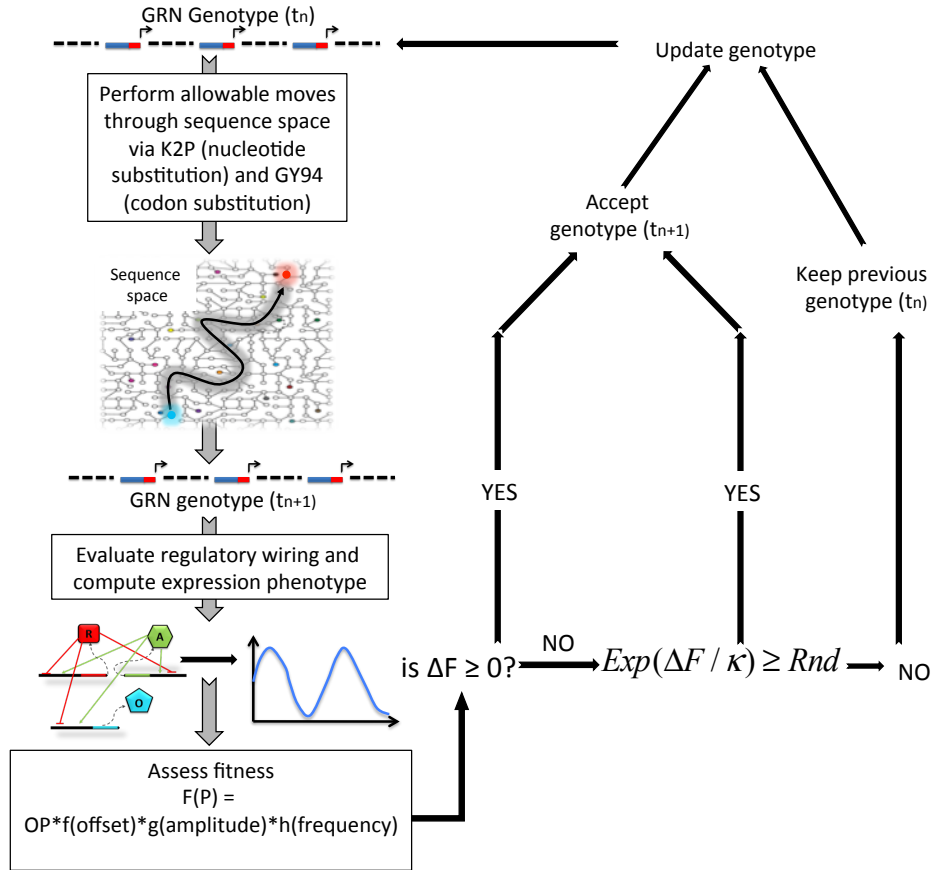 GRN Genotype (tn)
Perform allowable moves
through sequence space
via K2P (nucleotide
substitution) and GY94
(codon substitution)
Sequence
space
GRN genotype (tn+1)
Evaluate regulatory wiring and
compute expression phenotype
R
A
O
Assess fitness
F(P) =
OP*f(offset)*g(amplitude)*h(frequency)
is ΔF ≥ 0?
NO
Exp(ΔF / κ) ≥ Rnd
NO
YES
YES
Accept
genotype (tn+1)
Keep previous
genotype (tn)
Update genotype